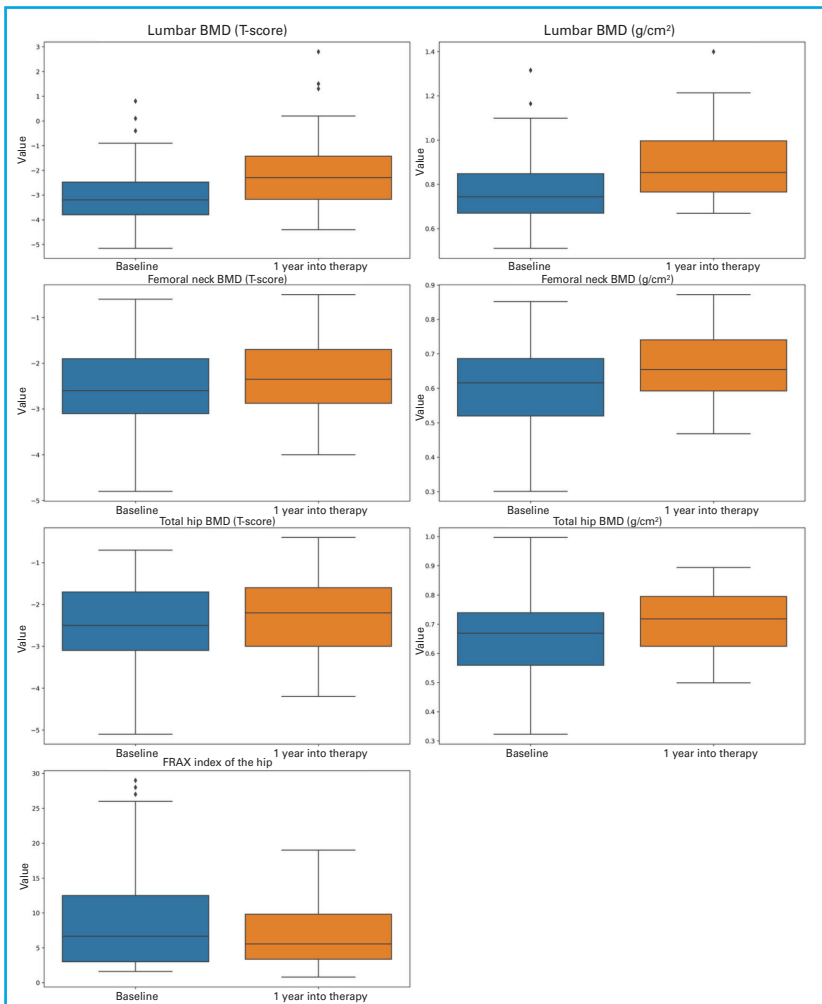 Lumbar BMD (T-score)
Value
3
2
1
0
−1
−2
−3
−4
−5
Baseline 1 year into therapy
Lumbar BMD (g/cm²)
Value
1.4
1.2
1.0
0.8
0.6
Baseline 1 year into therapy
Femoral neck BMD (T-score)
Value
−1
−2
−3
−4
−5
Baseline 1 year into therapy
Femoral neck BMD (g/cm²)
Value
0.9
0.8
0.7
0.6
0.5
0.4
0.3
Baseline 1 year into therapy
Total hip BMD (T-score)
Value
−1
−2
−3
−4
−5
Baseline 1 year into therapy
Total hip BMD (g/cm²)
Value
1.0
0.9
0.8
0.7
0.6
0.5
0.4
0.3
Baseline 1 year into therapy
FRAX index of the hip
Value
30
25
20
15
10
5
0
Baseline 1 year into therapy